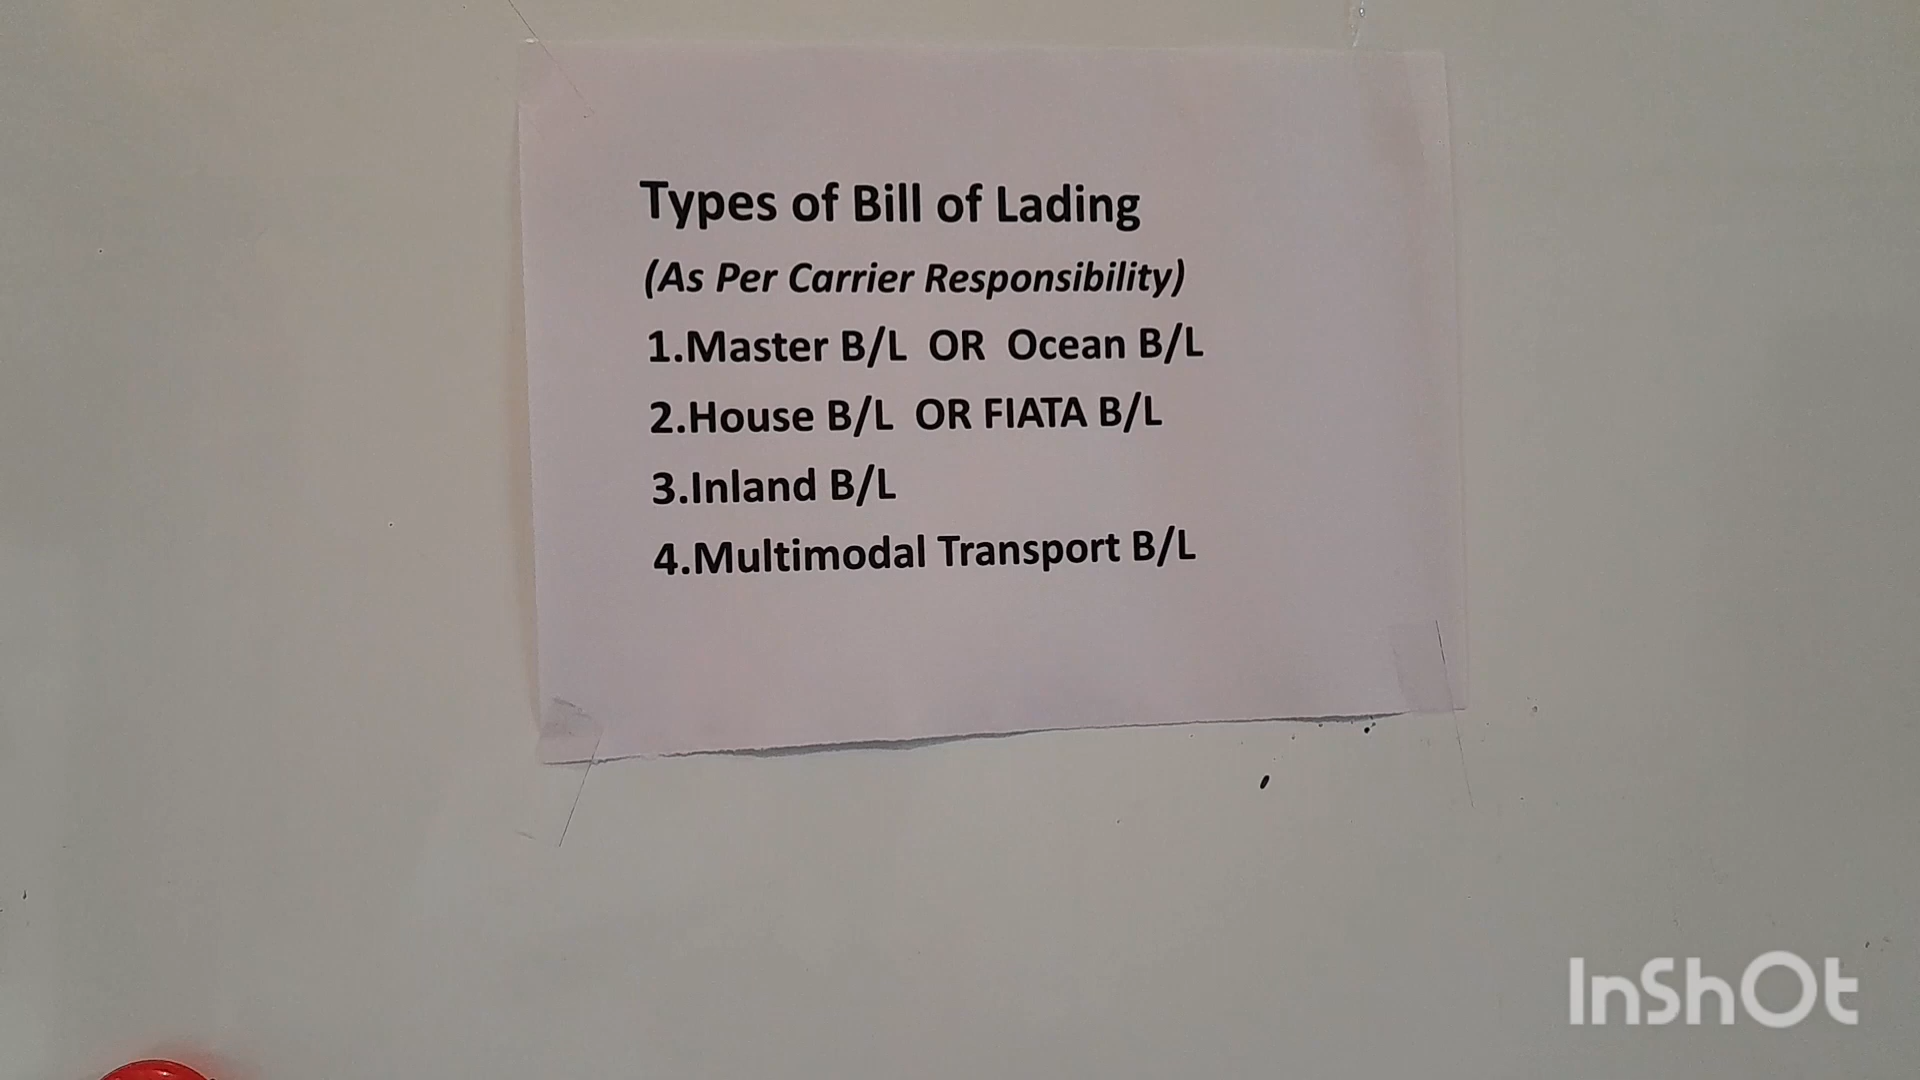 Types of Bill of Lading
(As Per Carrier Responsibility)
1.Master B/L OR Ocean B/L
2.House B/L OR FIATA B/L
3.Inland B/L
4.Multimodal Transport B/L
InShOt